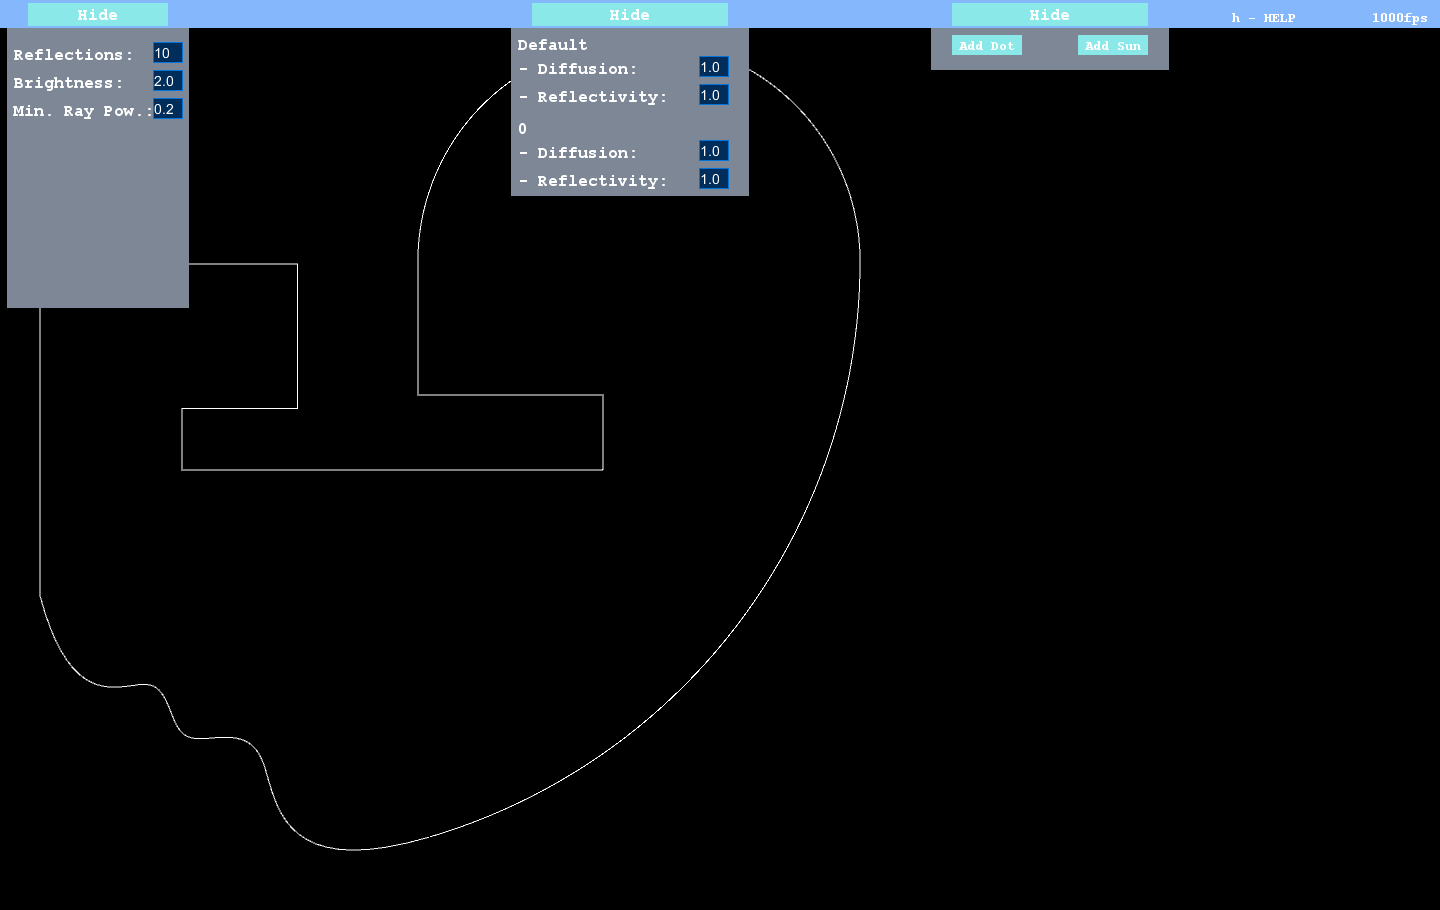 Hide
Hide
Hide
h - HELP
1000fps
Reflections: 10
Brightness: 2.0
Min. Ray Pow.: 0.2
Default
- Diffusion: 1.0
- Reflectivity: 1.0
0
- Diffusion: 1.0
- Reflectivity: 1.0
Add Dot
Add Sun